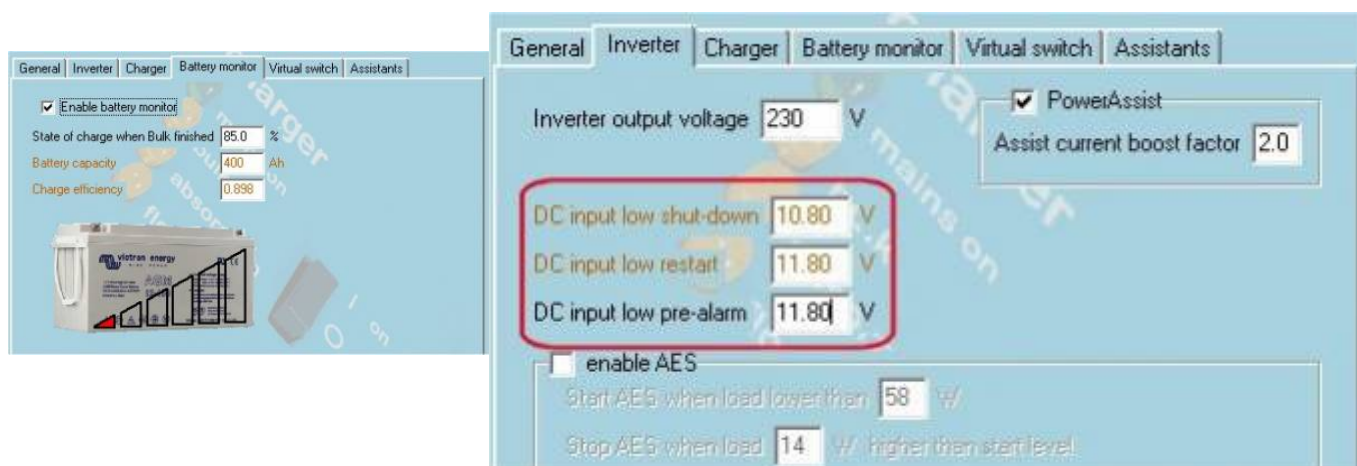 General Inverter Charger Battery monitor Virtual switch Assistants
Enable battery monitor
State of charge when Bulk finished 85.0 %
Battery capacity 400 Ah
Charge efficiency 0.898
victron energy
AGM
General Inverter Charger Battery monitor Virtual switch Assistants
Inverter output voltage 230 V
PowerAssist
Assist current boost factor 2.0
DC input low shut-down 10.80 V
DC input low restart 11.80 V
DC input low pre-alarm 11.80 V
enable AES
Start AES when load lower than 58 W
Stop AES when load 14 W higher than start level.